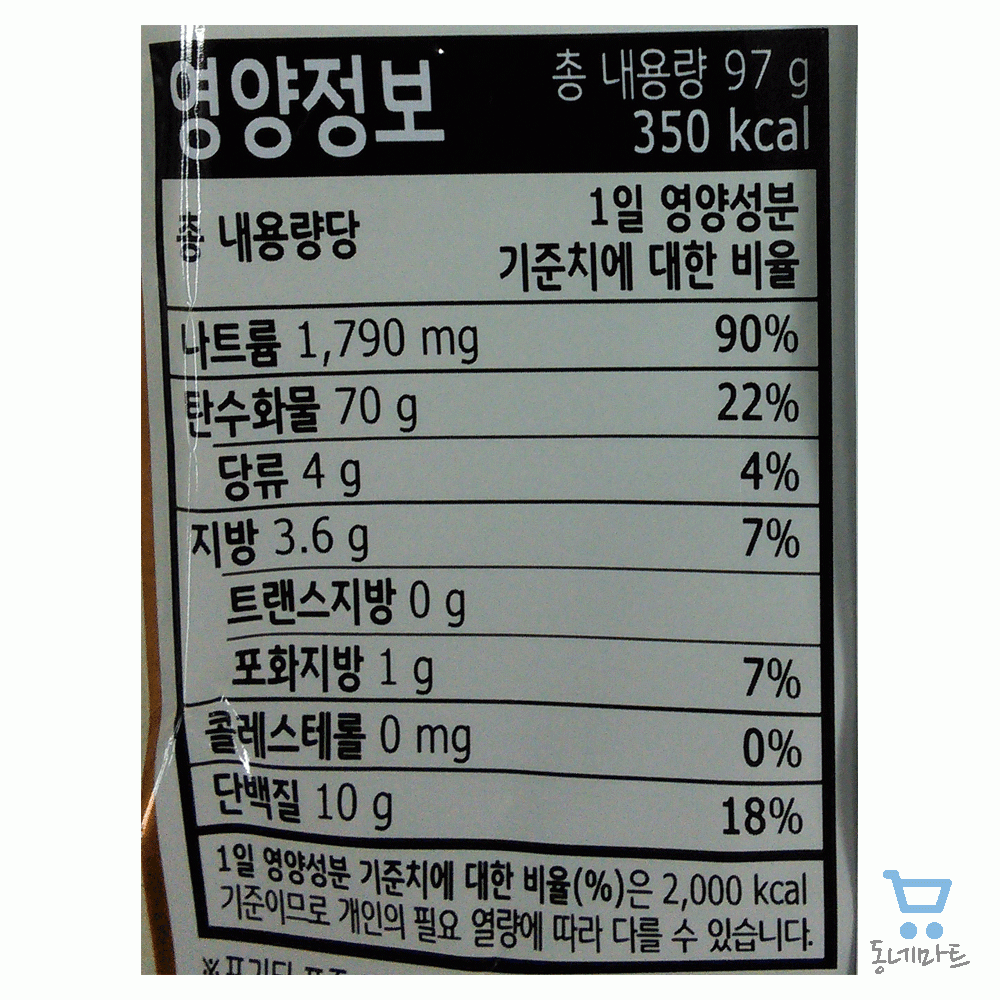 영양정보
총 내용량 97 g
350 kcal
총 내용량당
1일 영양성분
기준치에 대한 비율
나트륨 1,790 mg 90%
탄수화물 70 g 22%
당류 4 g 4%
지방 3.6 g 7%
트랜스지방 0 g
포화지방 1 g 7%
콜레스테롤 0 mg 0%
단백질 10 g 18%
1일 영양성분 기준치에 대한 비율(%)은 2,000 kcal
기준이므로 개인의 필요 열량에 따라 다를 수 있습니다.
동네마트